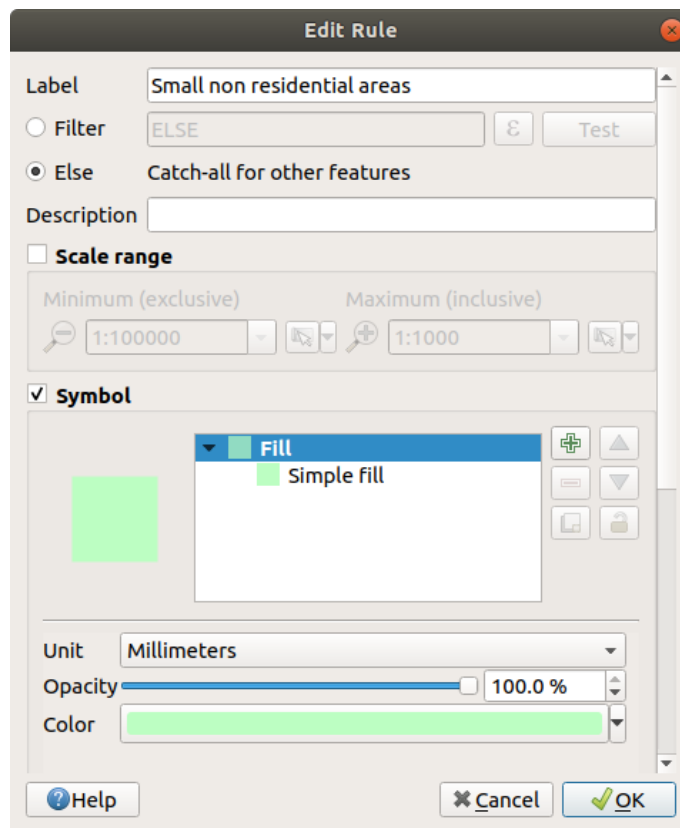 Edit Rule
Label Small non residential areas
Filter ELSE ε Test
Else Catch-all for other features
Description
Scale range
Minimum (exclusive) Maximum (inclusive)
1:100000 1:1000
Symbol
Fill
Simple fill
Unit Millimeters
Opacity 100.0 %
Color
Help Cancel OK